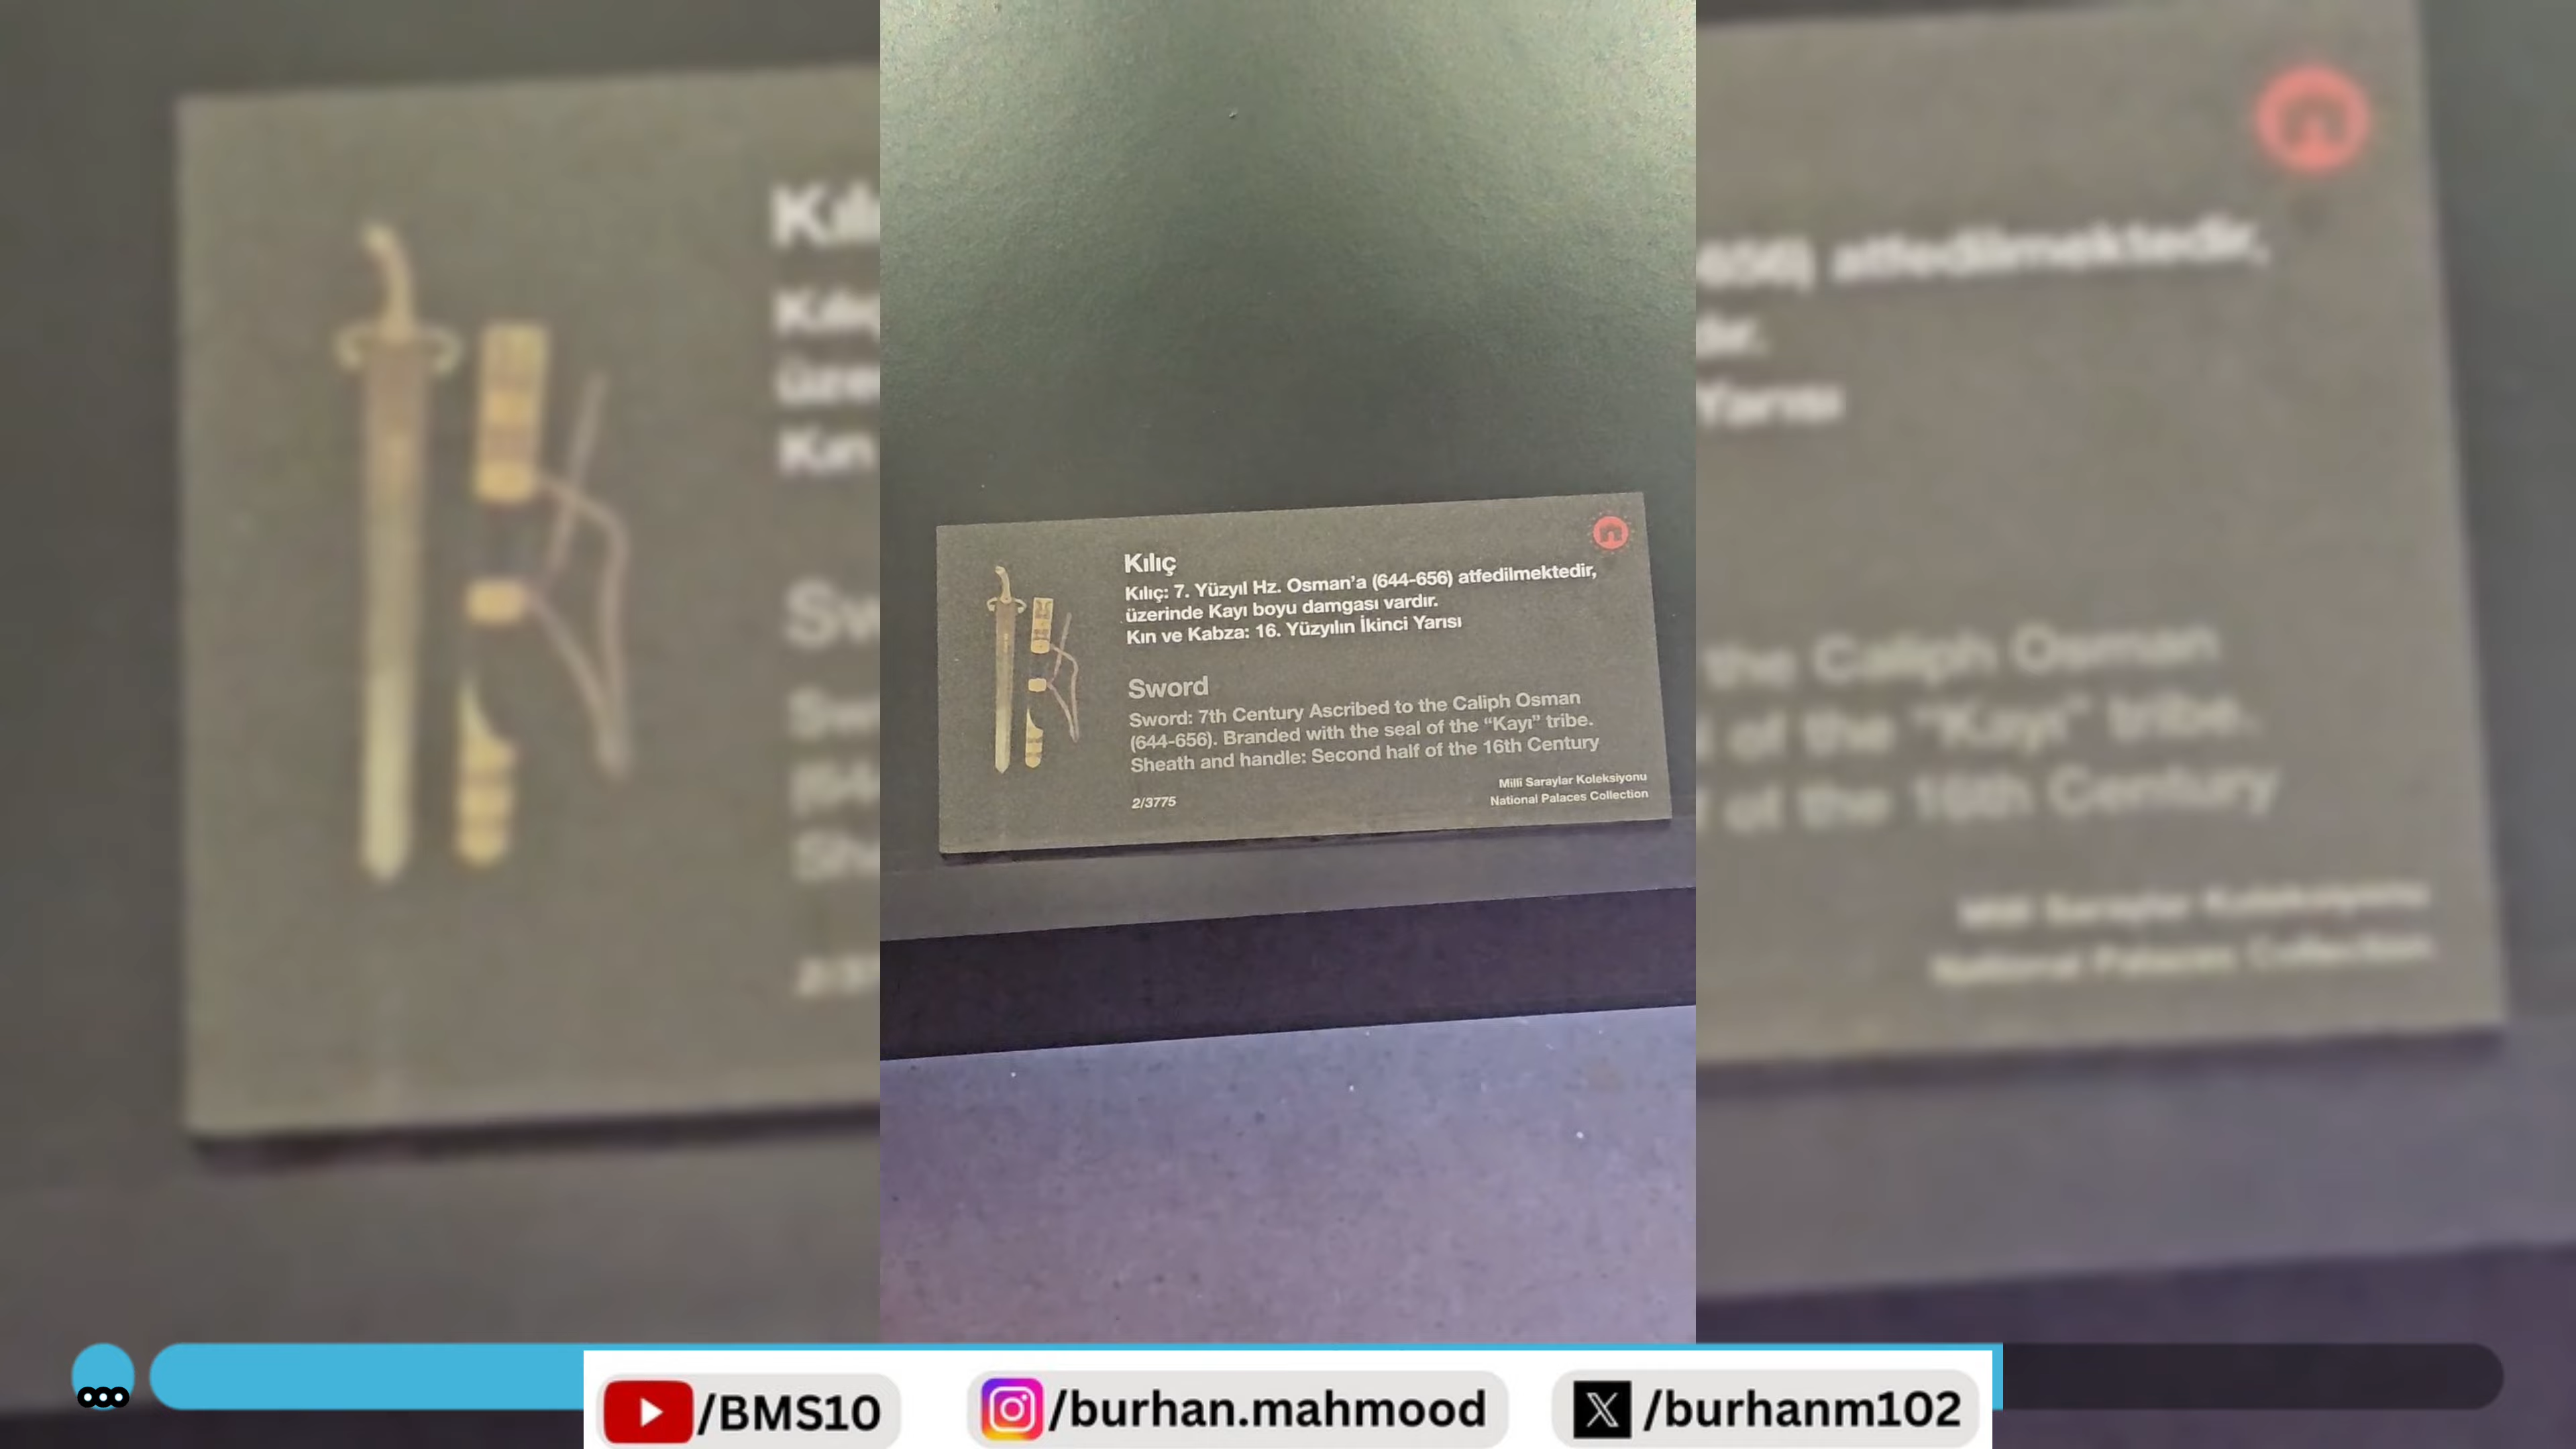 Kılıç
Kılıç: 7. Yüzyıl Hz. Osman'a (644-656) atfedilmektedir,
üzerinde Kayı boyu damgası vardır.
Kın ve Kabza: 16. Yüzyılın İkinci Yarısı
Sword
Sword: 7th Century Ascribed to the Caliph Osman
(644-656). Branded with the seal of the "Kayı" tribe.
Sheath and handle: Second half of the 16th Century
Milli Saraylar Koleksiyonu
2/3775
National Palaces Collection
/BMS10
/burhan.mahmood
/burhanm102